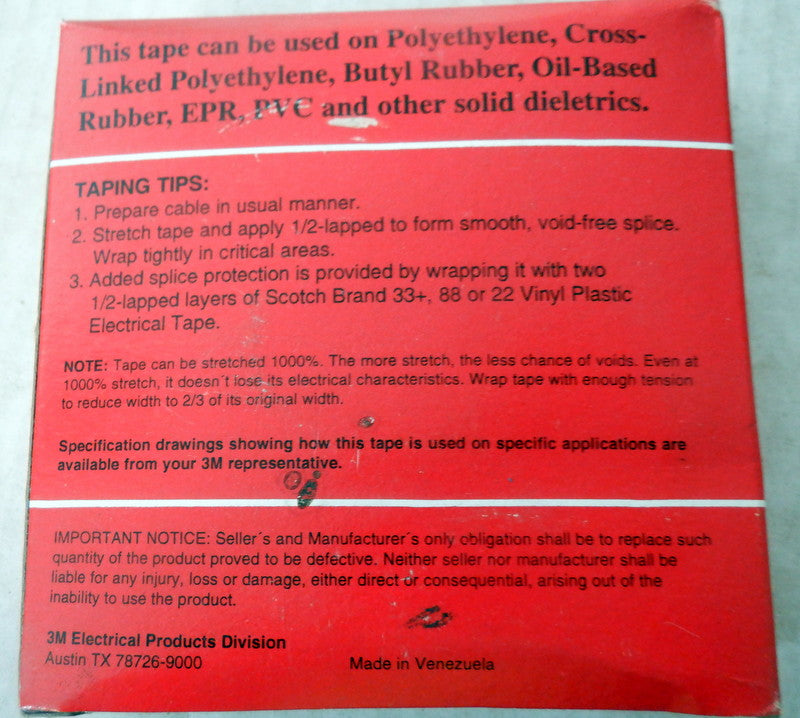 This tape can be used on Polyethylene, Cross-
Linked Polyethylene, Butyl Rubber, Oil-Based
Rubber, EPR, PVC and other solid dieletrics.
TAPING TIPS:
1. Prepare cable in usual manner.
2. Stretch tape and apply 1/2-lapped to form smooth, void-free splice.
Wrap tightly in critical areas.
3. Added splice protection is provided by wrapping it with two
1/2-lapped layers of Scotch Brand 33+, 88 or 22 Vinyl Plastic
Electrical Tape.
NOTE: Tape can be stretched 1000%. The more stretch, the less chance of voids. Even at
1000% stretch, it doesn´t lose its electrical characteristics. Wrap tape with enough tension
to reduce width to 2/3 of its original width.
Specification drawings showing how this tape is used on specific applications are
available from your 3M representative.
IMPORTANT NOTICE: Seller´s and Manufacturer´s only obligation shall be to replace such
quantity of the product proved to be defective. Neither seller nor manufacturer shall be
liable for any injury, loss or damage, either direct or consequential, arising out of the
inability to use the product.
3M Electrical Products Division
Austin TX 78726-9000 Made in Venezuela